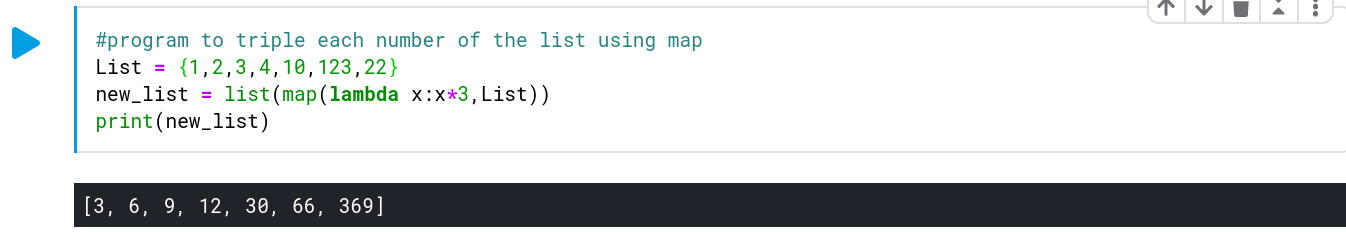 #program to triple each number of the list using map
List = {1,2,3,4,10,123,22}
new_list = list(map(lambda x:x*3,List))
print(new_list)
[3, 6, 9, 12, 30, 66, 369]